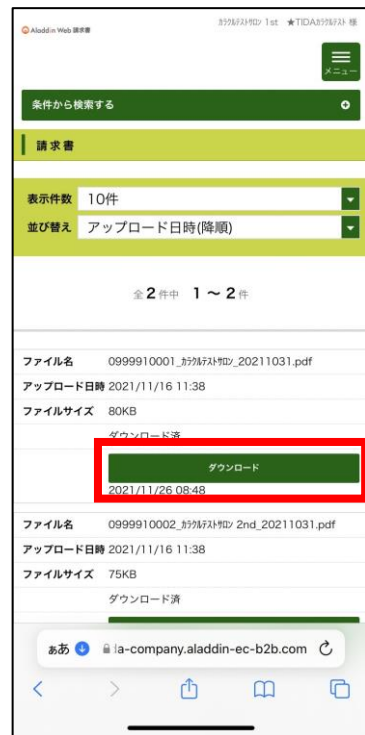 Aladdin Web 請求書
ｶﾗｸﾙﾃｽﾄｻﾛﾝ 1st ★TIDAｶﾗｸﾙﾃｽﾄ 様
メニュー
条件から検索する
請求書
表示件数 10件
並び替え アップロード日時(降順)
全 2 件中 1 ～ 2 件
ファイル名 0999910001_ｶﾗｸﾙﾃｽﾄｻﾛﾝ_20211031.pdf
アップロード日時 2021/11/16 11:38
ファイルサイズ 80KB
ダウンロード済
ダウンロード
2021/11/26 08:48
ファイル名 0999910002_ｶﾗｸﾙﾃｽﾄｻﾛﾝ 2nd_20211031.pdf
アップロード日時 2021/11/16 11:38
ファイルサイズ 75KB
ダウンロード済
ぁあ a-company.aladdin-ec-b2b.com